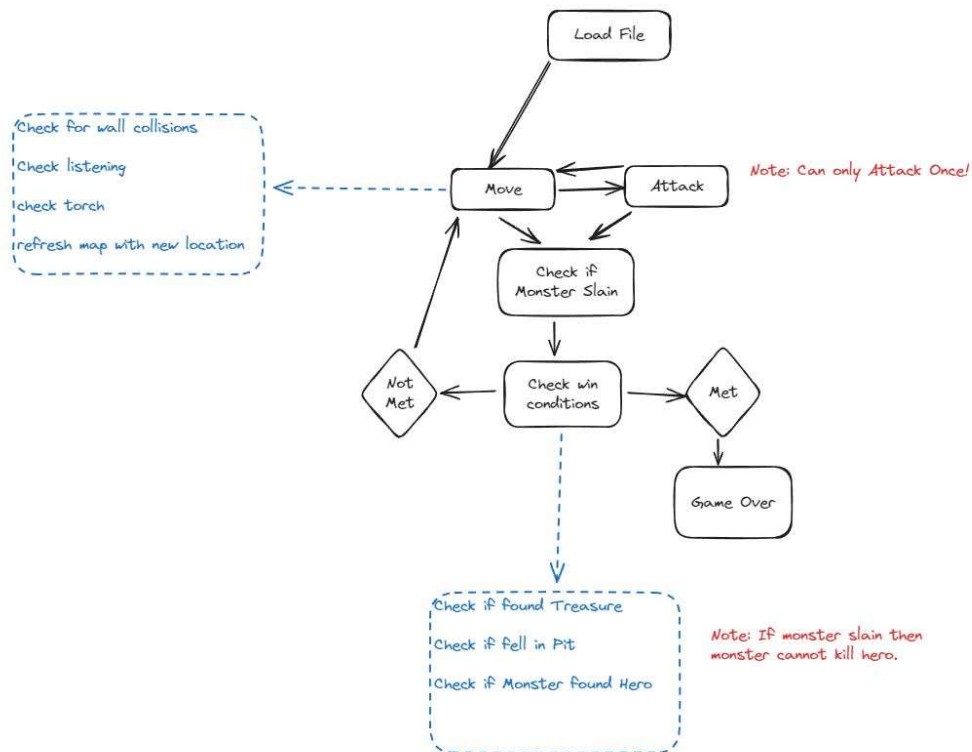 Load File
Check for wall collisions
Check listening
check torch
refresh map with new location
Move
Attack
Note: Can only Attack Once!
Check if
Monster Slain
Not
Met
Check win
conditions
Met
Game Over
Check if found Treasure
Check if fell in Pit
Check if Monster found Hero
Note: If monster slain then
monster cannot kill hero.